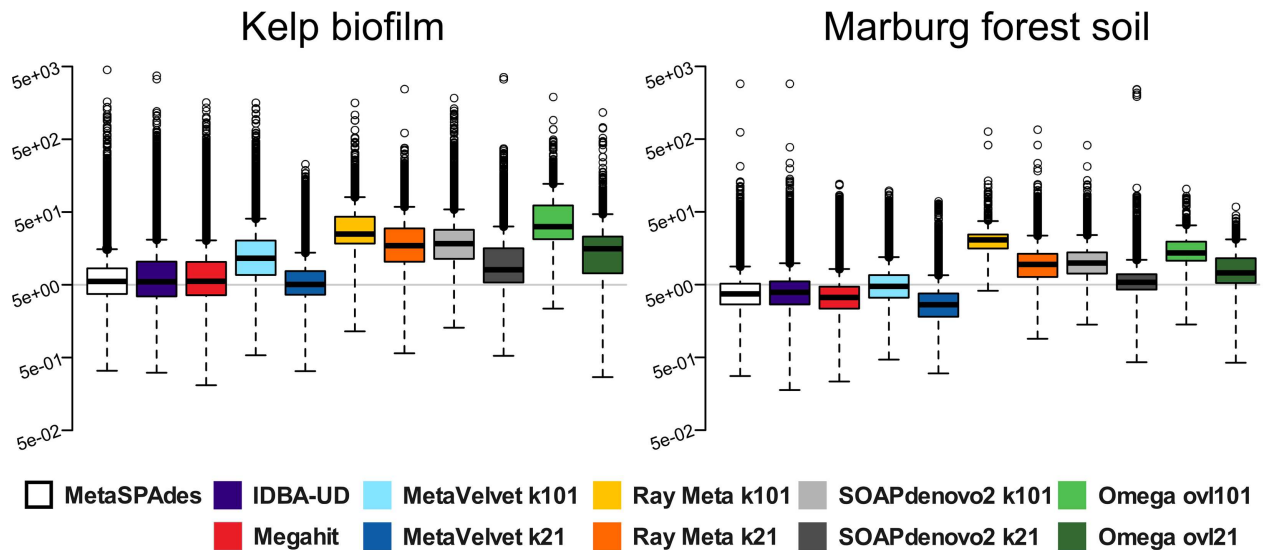 Kelp biofilm
Marburg forest soil
5e+03
5e+02
5e+01
5e+00
5e-01
5e-02
5e+03
5e+02
5e+01
5e+00
5e-01
5e-02
MetaSPAdes IDBA-UD MetaVelvet k101 Ray Meta k101 SOAPdenovo2 k101 Omega ovl101
Megahit MetaVelvet k21 Ray Meta k21 SOAPdenovo2 k21 Omega ovl21